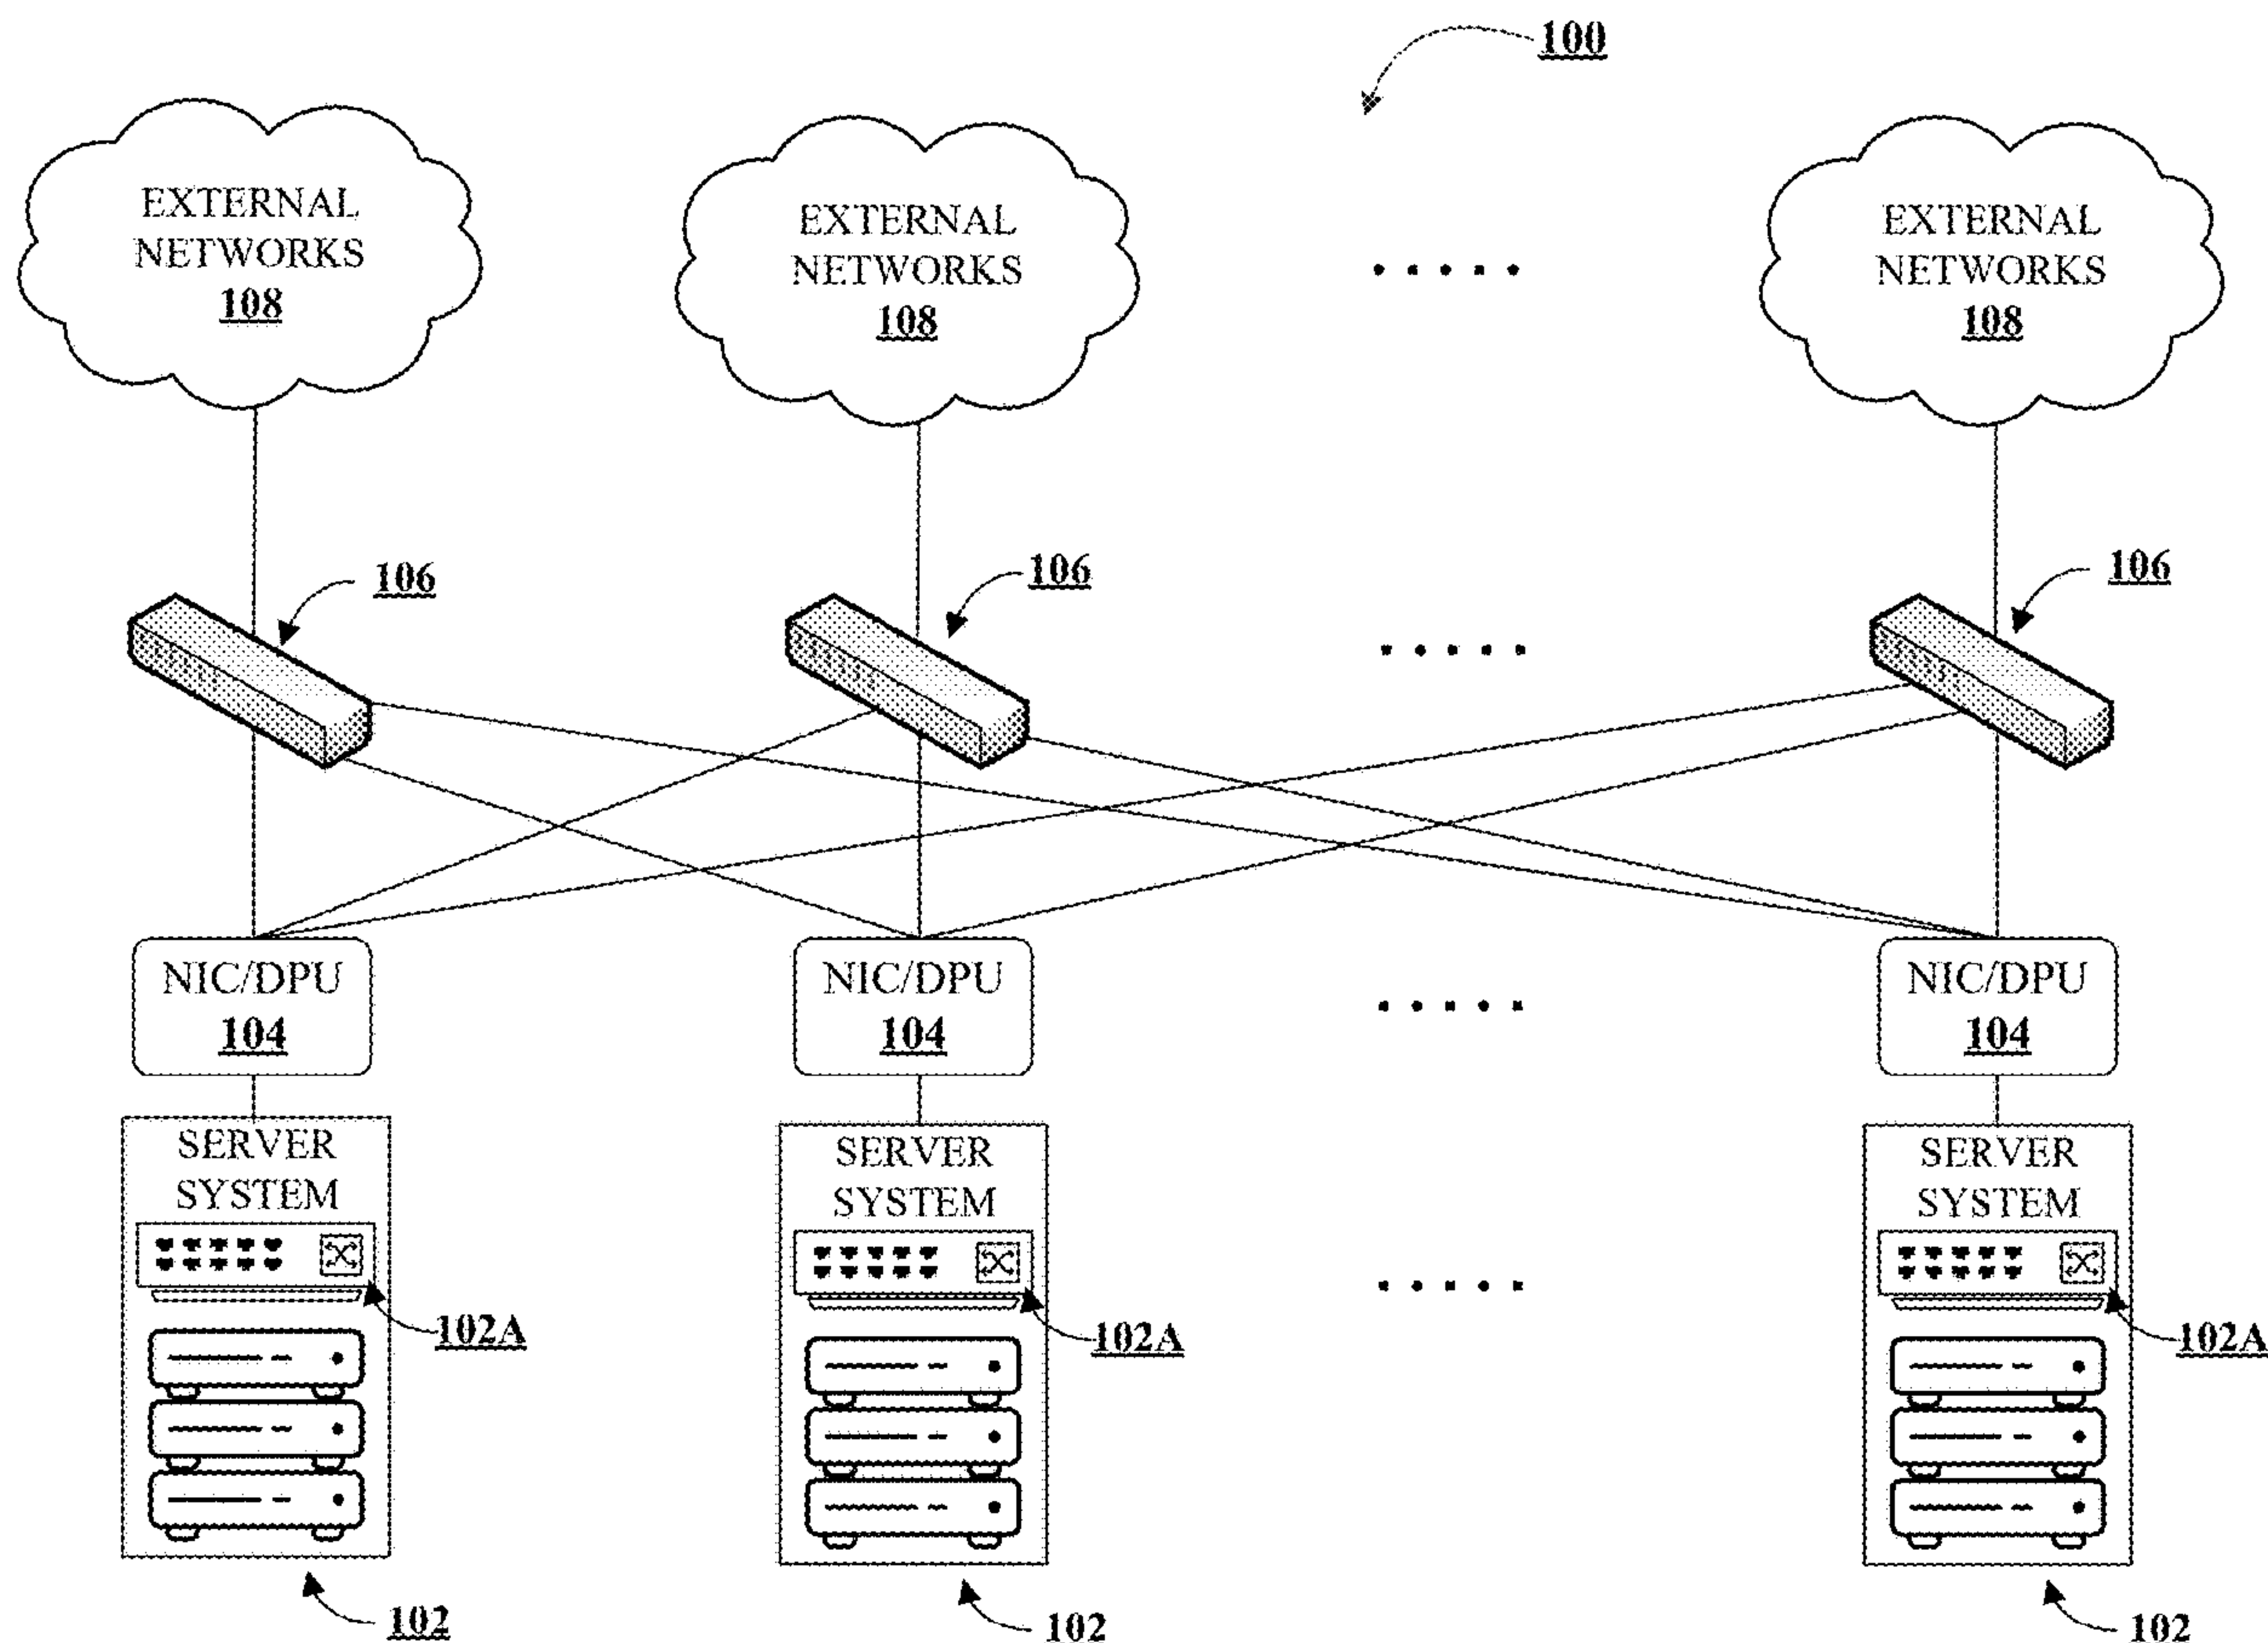 100
EXTERNAL
NETWORKS
108
EXTERNAL
NETWORKS
108
EXTERNAL
NETWORKS
108
106
106
106
NIC/DPU
104
NIC/DPU
104
NIC/DPU
104
SERVER
SYSTEM
102A
102
SERVER
SYSTEM
102A
102
SERVER
SYSTEM
102A
102